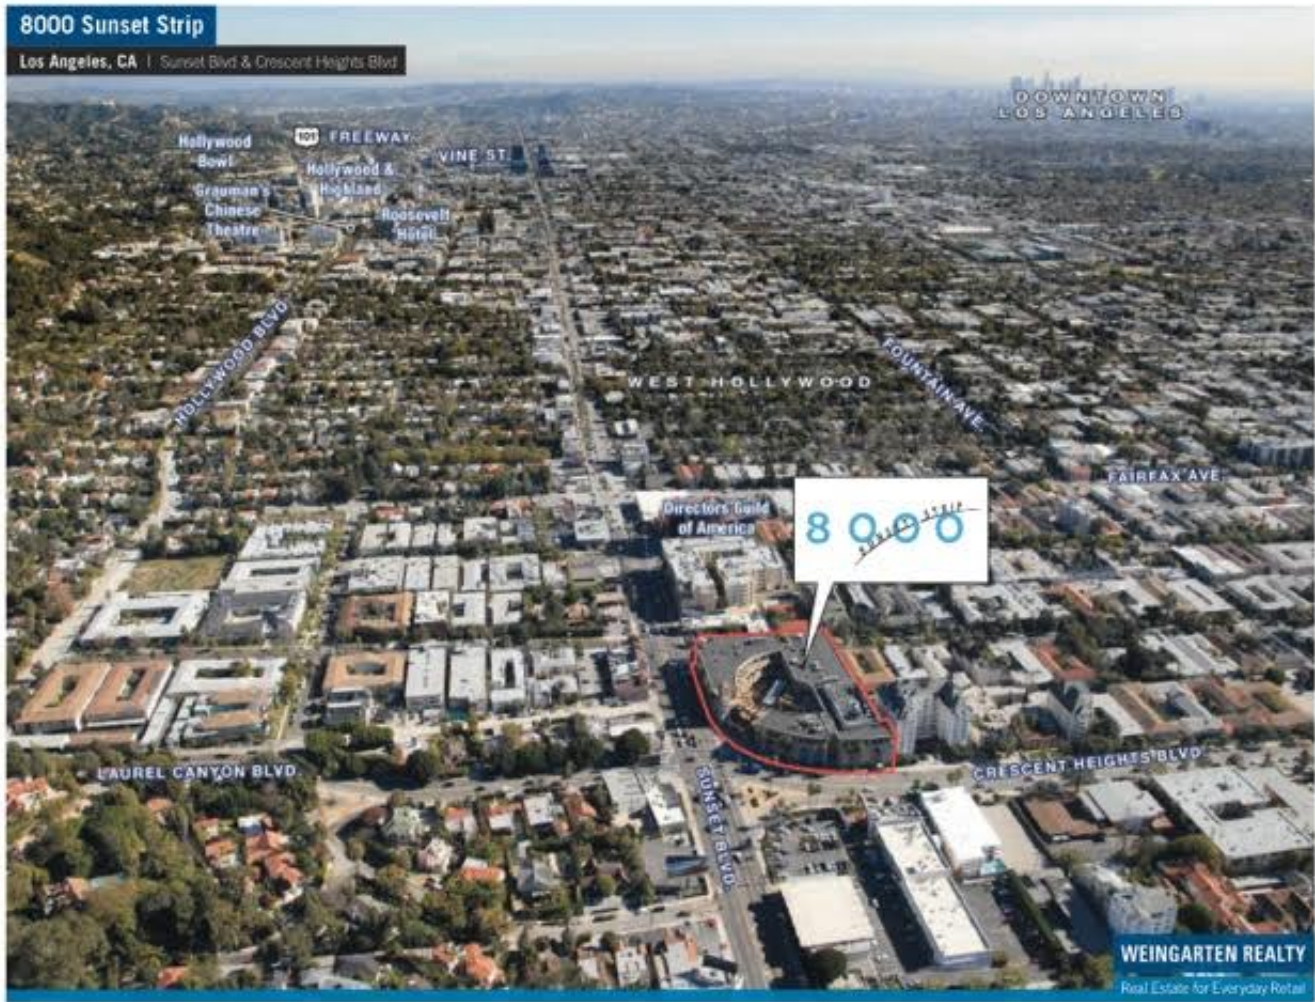 8000 Sunset Strip
Los Angeles, CA | Sunset Blvd & Crescent Heights Blvd
DOWNTOWN
LOS ANGELES
Hollywood
Bowl
101 FREEWAY
VINE ST.
Hollywood &
Highland
Grauman's
Chinese
Theatre
Roosevelt
Hotel
HOLLYWOOD BLVD
FOUNTAIN AVE.
WEST HOLLYWOOD
FAIRFAX AVE.
Directors Guild
of America
8000
SUNSET STRIP
LAUREL CANYON BLVD
CRESCENT HEIGHTS BLVD
SUNSET BLVD.
WEINGARTEN REALTY
Real Estate for Everyday Retail